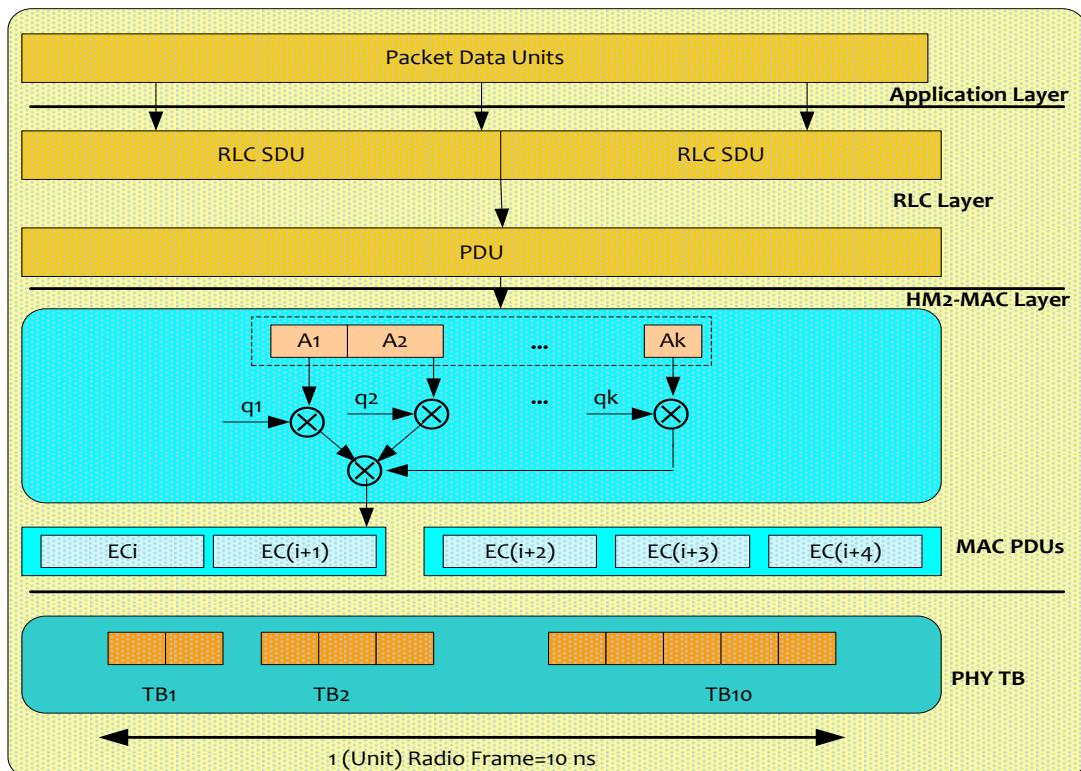 Packet Data Units
Application Layer
RLC SDU
RLC SDU
RLC Layer
PDU
HM2-MAC Layer
A1
A2
...
Ak
q1
q2
...
qk
ECi
EC(i+1)
EC(i+2)
EC(i+3)
EC(i+4)
MAC PDUs
TB1
TB2
TB10
PHY TB
1 (Unit) Radio Frame=10 ns